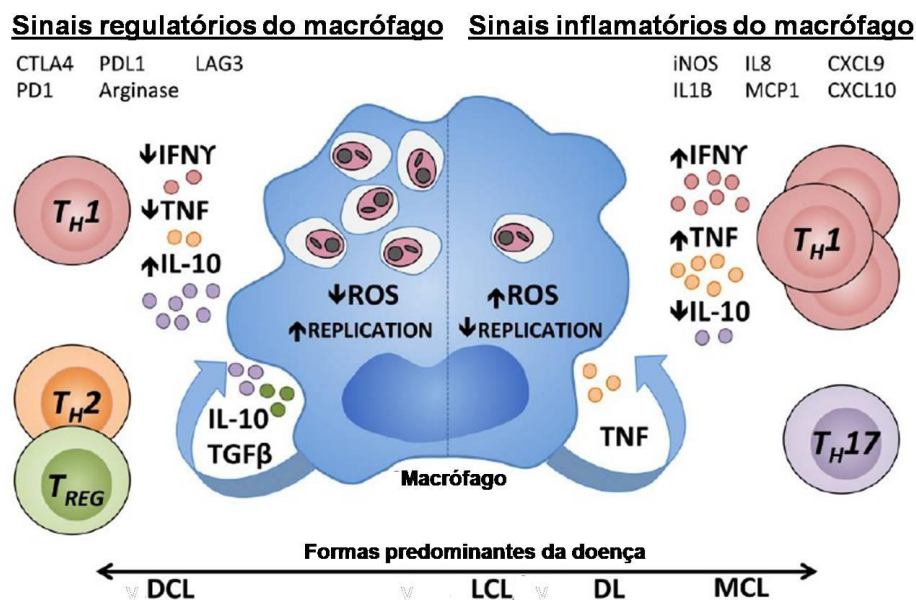 Sinais regulatórios do macrófago
CTLA4 PDL1 LAG3
PD1 Arginase
Sinais inflamatórios do macrófago
iNOS IL8 CXCL9
IL1B MCP1 CXCL10
TH1
↓IFNγ
↓TNF
↑IL-10
↓ROS
↑REPLICATION
↑ROS
↓REPLICATION
↑IFNγ
↑TNF
↓IL-10
TH1
TH2
TREG
IL-10
TGFβ
TNF
TH17
Macrófago
Formas predominantes da doença
DCL LCL DL MCL